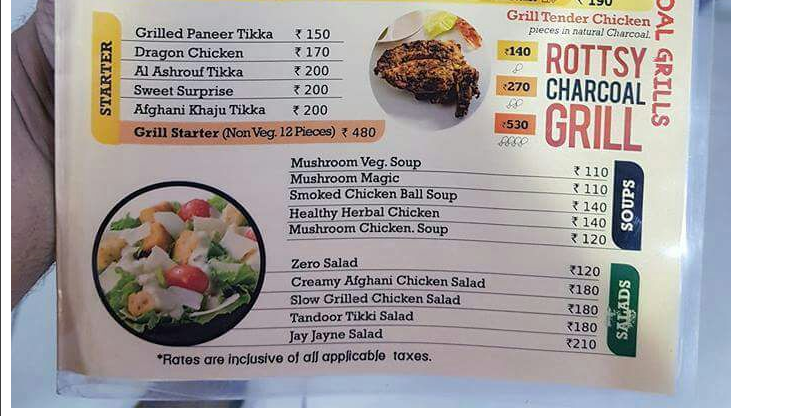 ₹ 190
Grill Tender Chicken
pieces in natural Charcoal.
STARTER
Grilled Paneer Tikka ₹ 150
Dragon Chicken ₹ 170
Al Ashrouf Tikka ₹ 200
Sweet Surprise ₹ 200
Afghani Khaju Tikka ₹ 200
Grill Starter (Non Veg. 12 Pieces) ₹ 480
₹140
₹270
₹530
ROTTSY
CHARCOAL
GRILL
OAL GRILLS
Mushroom Veg. Soup ₹ 110
Mushroom Magic ₹ 110
Smoked Chicken Ball Soup ₹ 140
Healthy Herbal Chicken ₹ 140
Mushroom Chicken. Soup ₹ 120
SOUPS
Zero Salad ₹120
Creamy Afghani Chicken Salad ₹180
Slow Grilled Chicken Salad ₹180
Tandoor Tikki Salad ₹180
Jay Jayne Salad ₹210
SALADS
*Rates are inclusive of all applicable taxes.